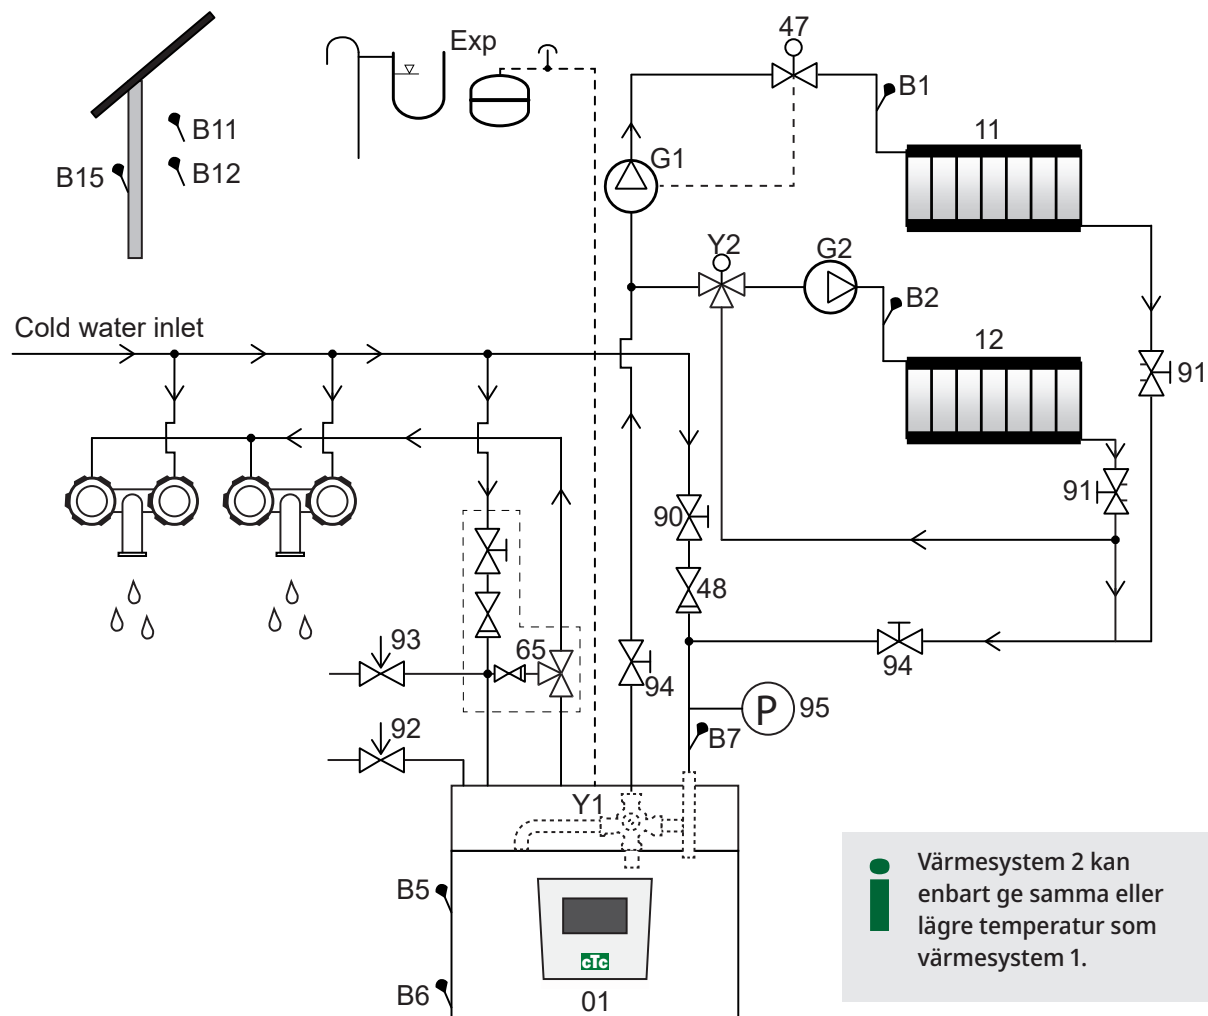 47
Exp
B1
B11
11
G1
B12
B15
Y2
G2
B2
Cold water inlet
12
91
91
90
48
93
65
94
94
P
95
92
B7
Y1
B5
cTc
B6
01
i
Värmesystem 2 kan
enbart ge samma eller
lägre temperatur som
värmesystem 1.